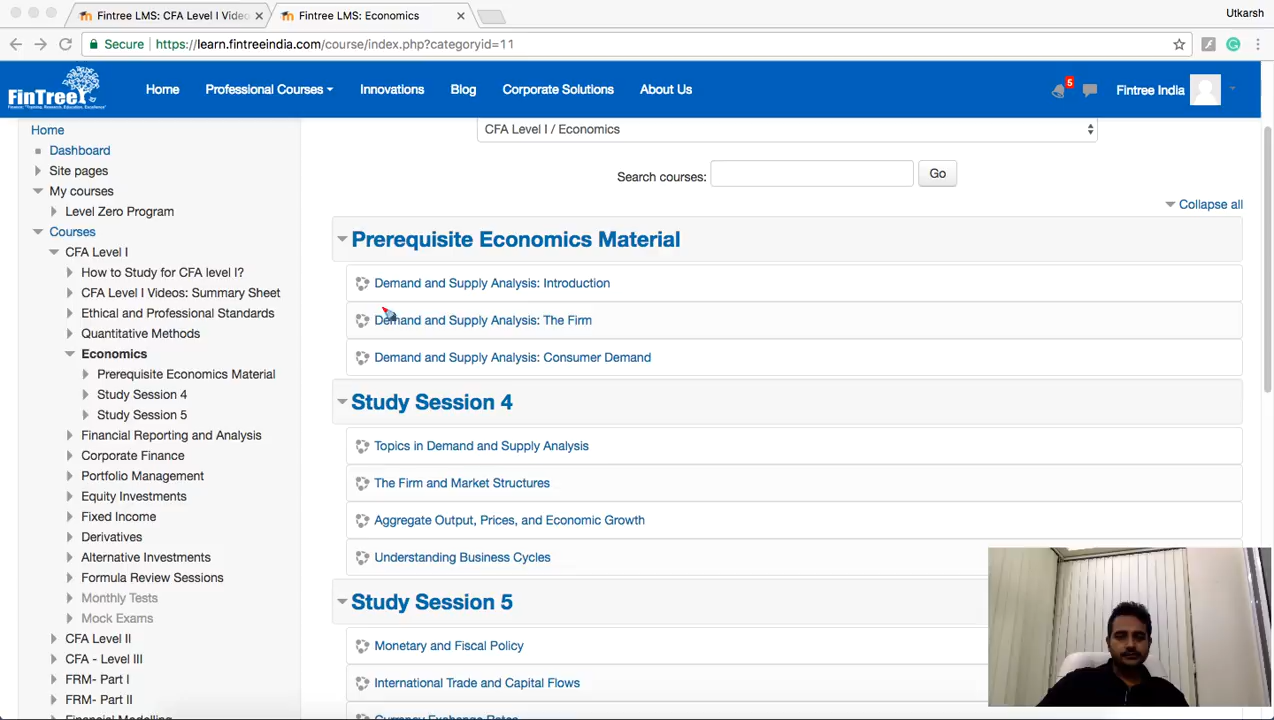 Fintree LMS: CFA Level I Video
Fintree LMS: Economics
Utkarsh
Secure
https://learn.fintreeindia.com/course/index.php?categoryid=11
FinTree
Home
Professional Courses
Innovations
Blog
Corporate Solutions
About Us
5
Fintree India
Home
Dashboard
Site pages
My courses
Level Zero Program
Courses
CFA Level I
How to Study for CFA level I?
CFA Level I Videos: Summary Sheet
Ethical and Professional Standards
Quantitative Methods
Economics
Prerequisite Economics Material
Study Session 4
Study Session 5
Financial Reporting and Analysis
Corporate Finance
Portfolio Management
Equity Investments
Fixed Income
Derivatives
Alternative Investments
Formula Review Sessions
Monthly Tests
Mock Exams
CFA Level II
CFA - Level III
FRM- Part I
FRM- Part II
Financial Modelling
CFA Level I / Economics
Search courses:
Go
Collapse all
Prerequisite Economics Material
Demand and Supply Analysis: Introduction
Demand and Supply Analysis: The Firm
Demand and Supply Analysis: Consumer Demand
Study Session 4
Topics in Demand and Supply Analysis
The Firm and Market Structures
Aggregate Output, Prices, and Economic Growth
Understanding Business Cycles
Study Session 5
Monetary and Fiscal Policy
International Trade and Capital Flows
Currency Exchange Rates